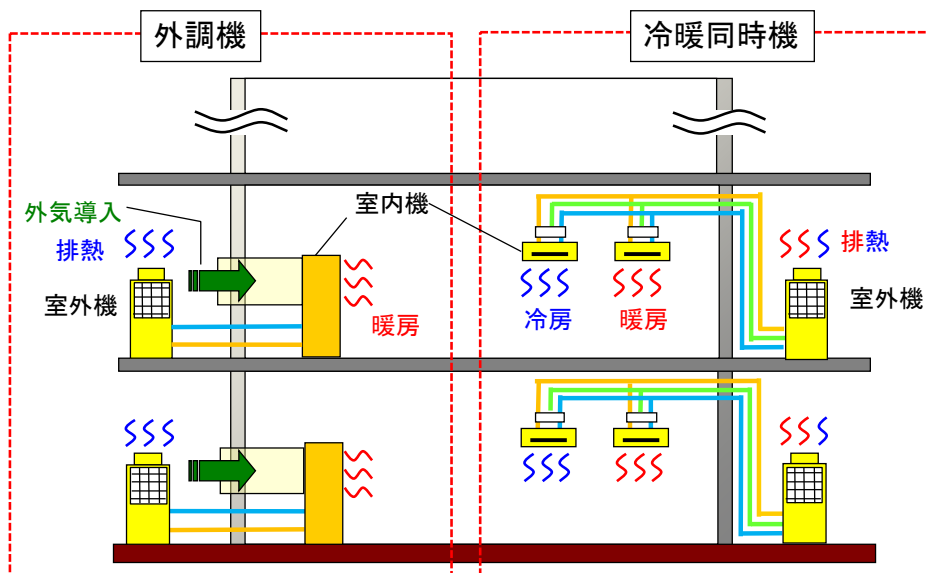 外調機
冷暖同時機
外気導入
室内機
排熱
排熱
室外機
室外機
暖房
冷房
暖房